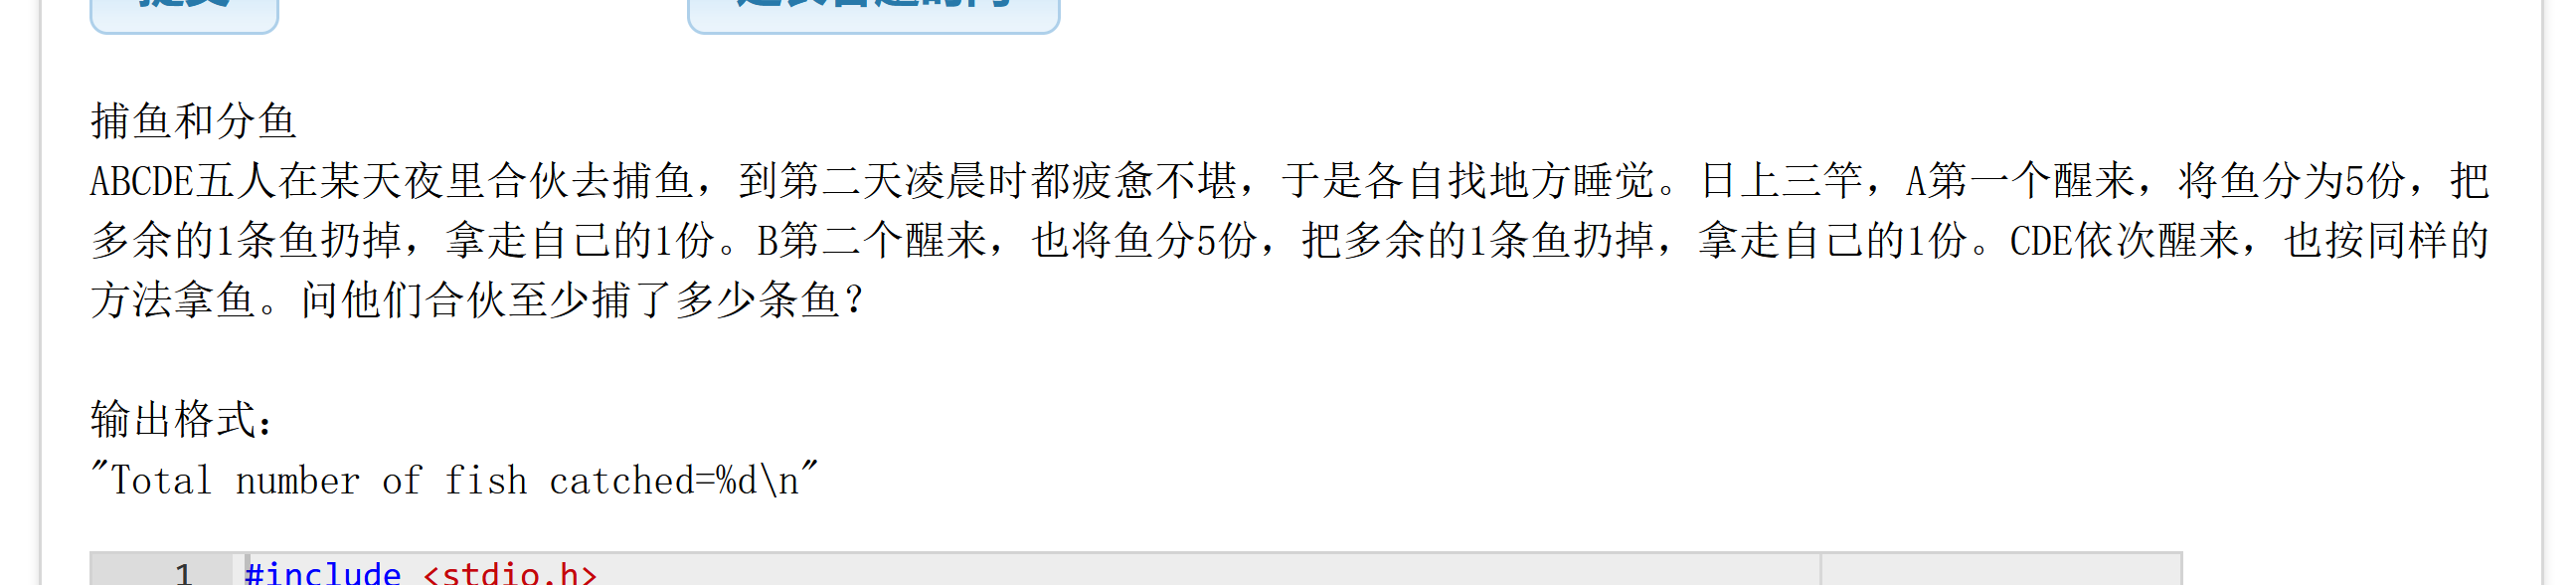 捕鱼和分鱼
ABCDE五人在某天夜里合伙去捕鱼，到第二天凌晨时都疲惫不堪，于是各自找地方睡觉。日上三竿，A第一个醒来，将鱼分为5份，把
多余的1条鱼扔掉，拿走自己的1份。B第二个醒来，也将鱼分5份，把多余的1条鱼扔掉，拿走自己的1份。CDE依次醒来，也按同样的
方法拿鱼。问他们合伙至少捕了多少条鱼？
输出格式：
"Total number of fish catched=%d\n"
1 #include <stdio.h>